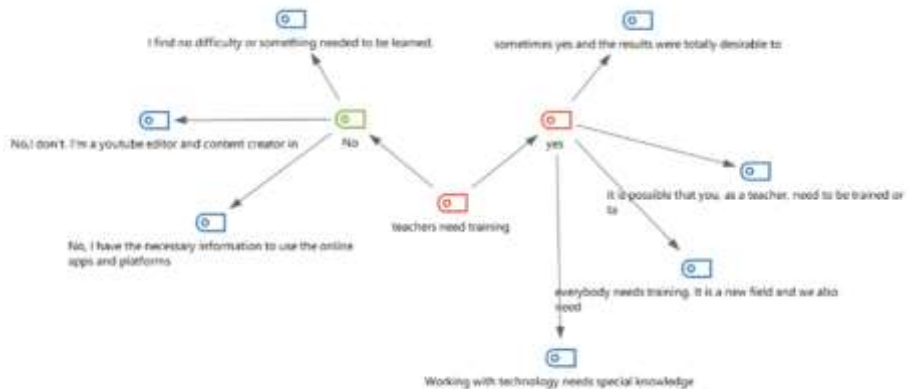 I find no difficulty or something needed to be learned.
sometimes yes and the results were totally desirable to
No,I don't. I'm a youtube editor and content creator in
No
yes
it is possible that you, as a teacher, need to be trained or
to
teachers need training
No, I have the necessary information to use the online
apps and platforms
everybody needs training. It is a new field and we also
need
Working with technology needs special knowledge